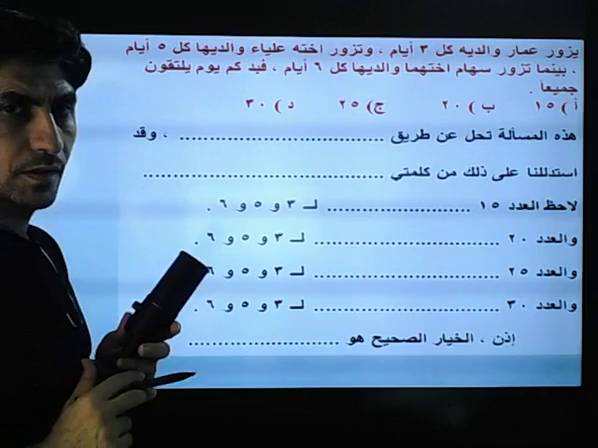 يزور عمار والديه كل ٣ أيام ، وتزور اخته علياء والديها كل ٥ أيام
، بينما تزور سهام اختهما والديها كل ٦ أيام ، فبد كم يوم يلتقون
جميعاً .
أ ) ١٥ ب ) ٢٠ ج) ٢٥ د ) ٣٠
هذه المسألة تحل عن طريق .................................. ، وقد
استدللنا على ذلك من كلمتي ........................................
لاحظ العدد ١٥ ........................ لـ ٣ و ٥ و ٦ .
والعدد ٢٠ ................................ لـ ٣ و ٥ و ٦ .
والعدد ٢٥ ................................ لـ ٣ و ٥ و ٦ .
والعدد ٣٠ ................................ لـ ٣ و ٥ و ٦ .
إذن ، الخيار الصحيح هو .........................